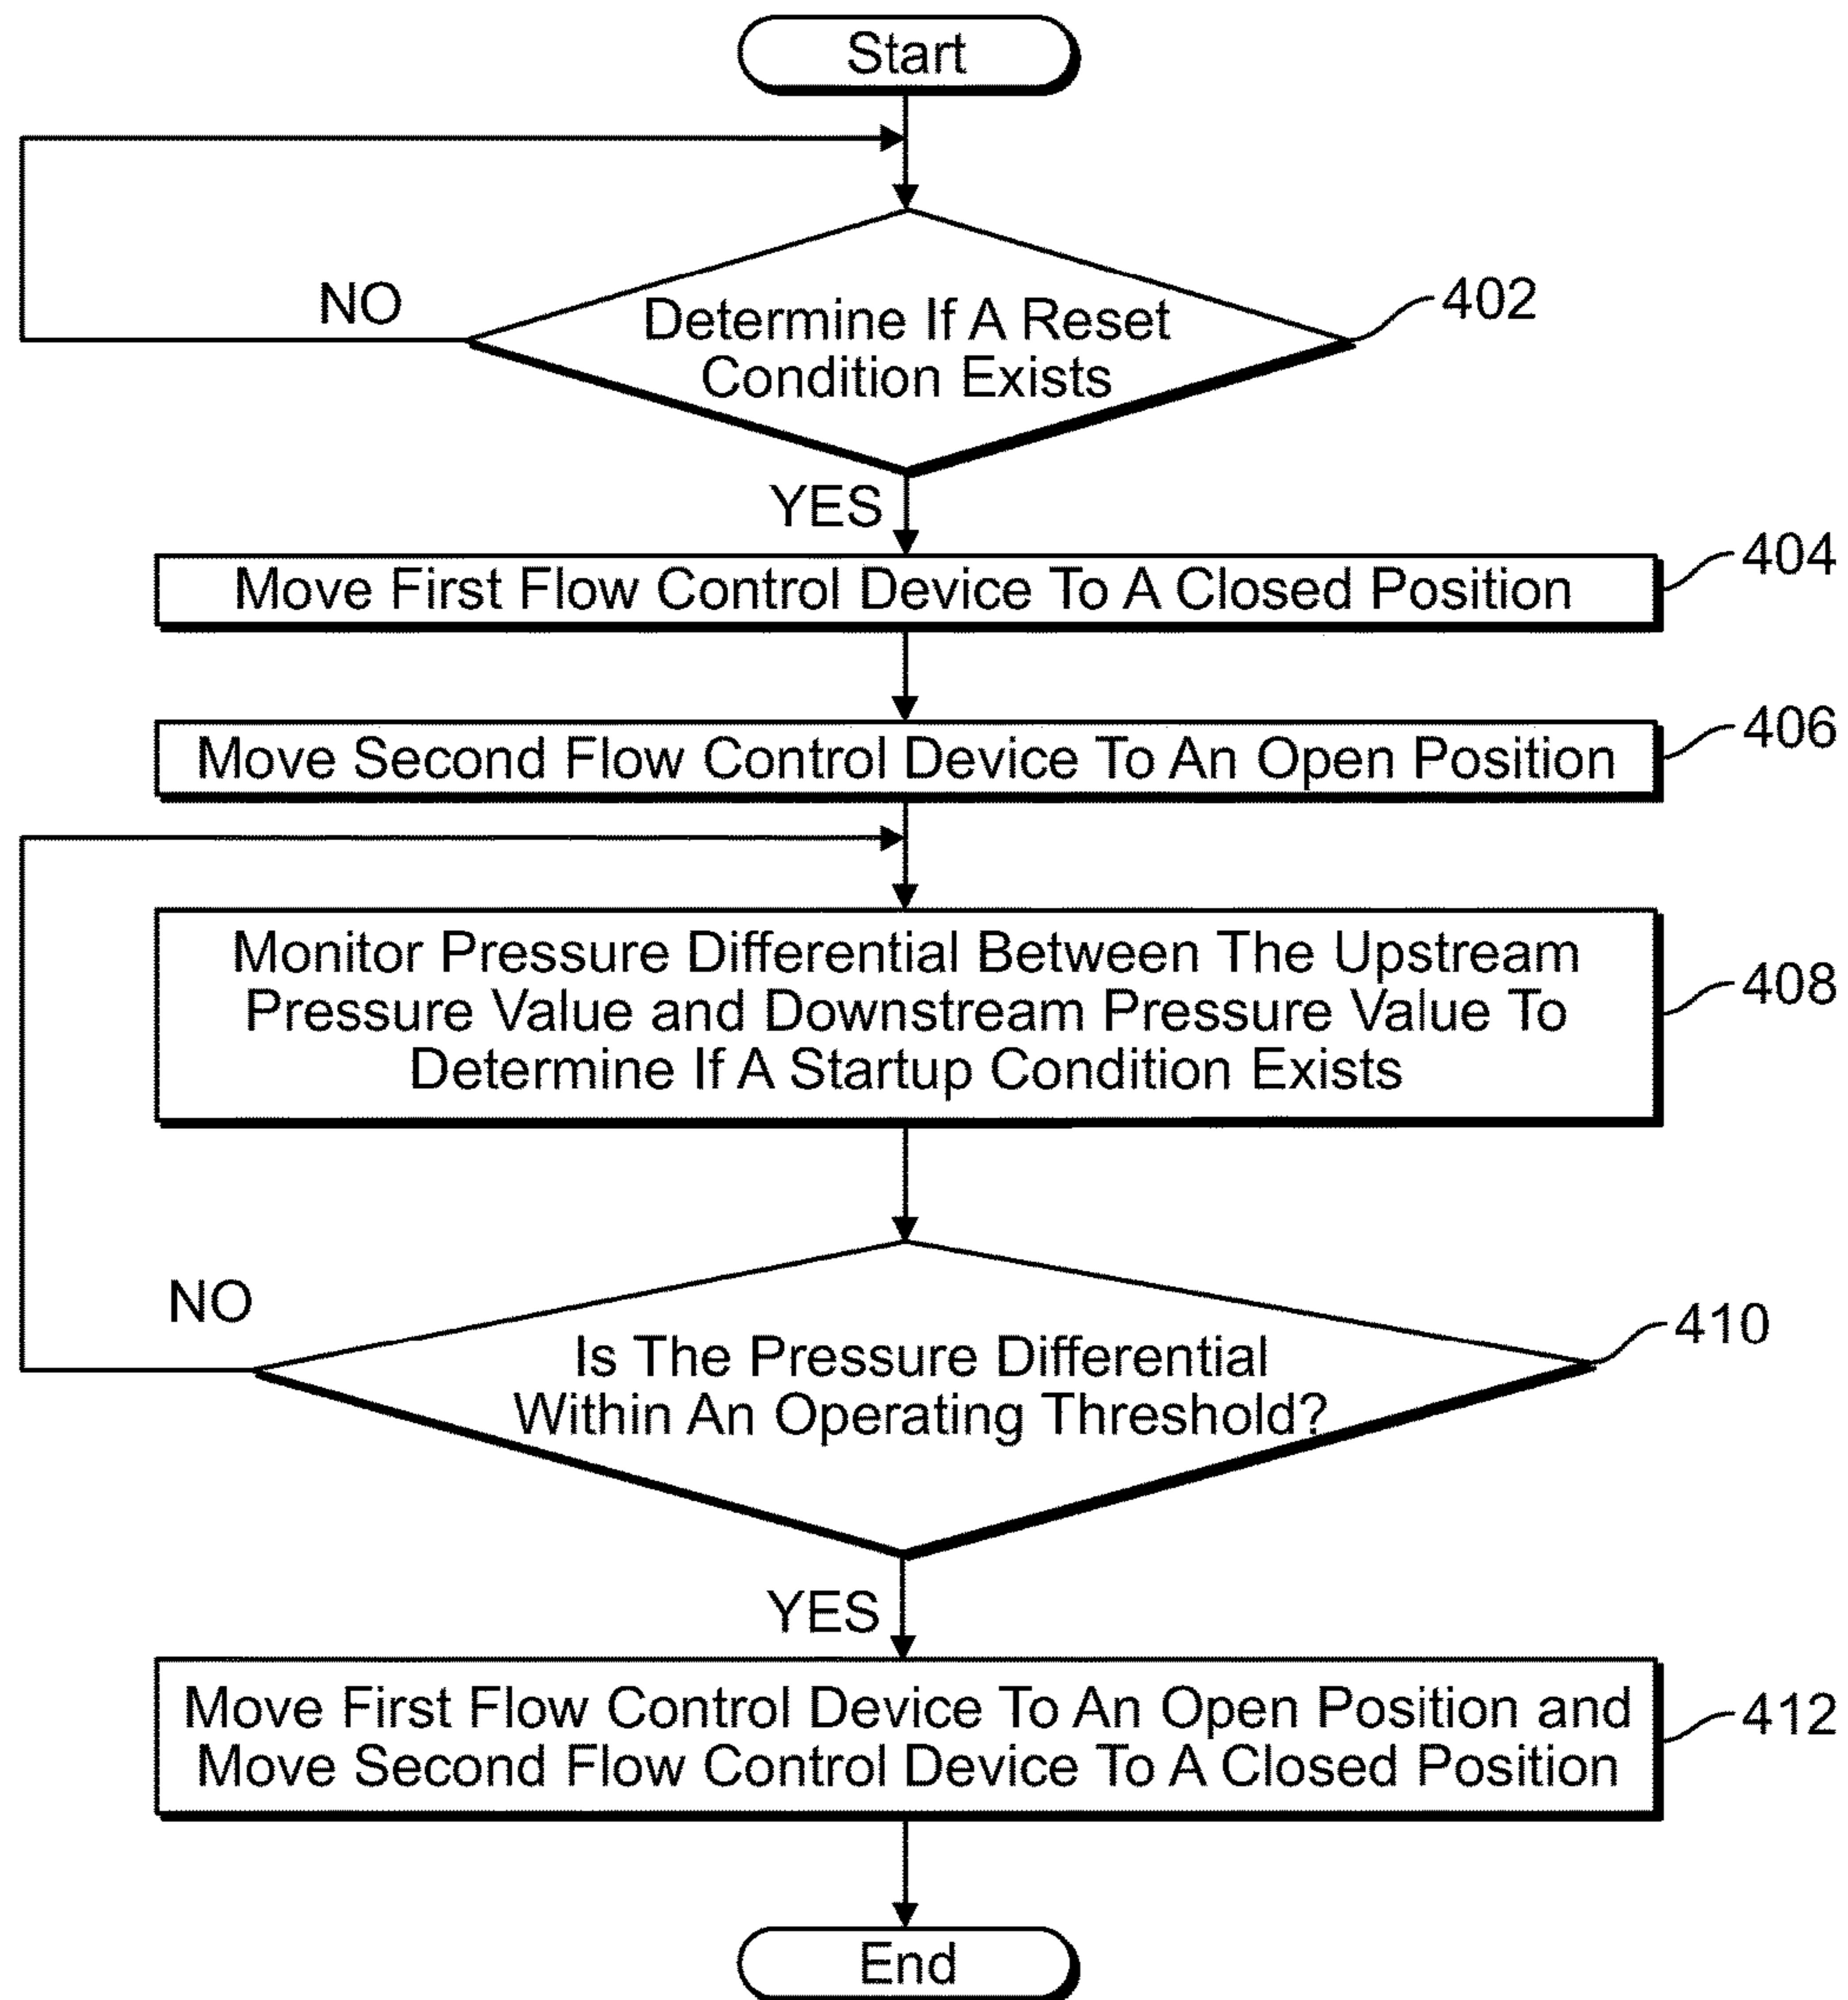 Start
NO
Determine If A Reset
Condition Exists
402
YES
Move First Flow Control Device To A Closed Position
404
Move Second Flow Control Device To An Open Position
406
Monitor Pressure Differential Between The Upstream
Pressure Value and Downstream Pressure Value To
Determine If A Startup Condition Exists
408
NO
Is The Pressure Differential
Within An Operating Threshold?
410
YES
Move First Flow Control Device To An Open Position and
Move Second Flow Control Device To A Closed Position
412
End